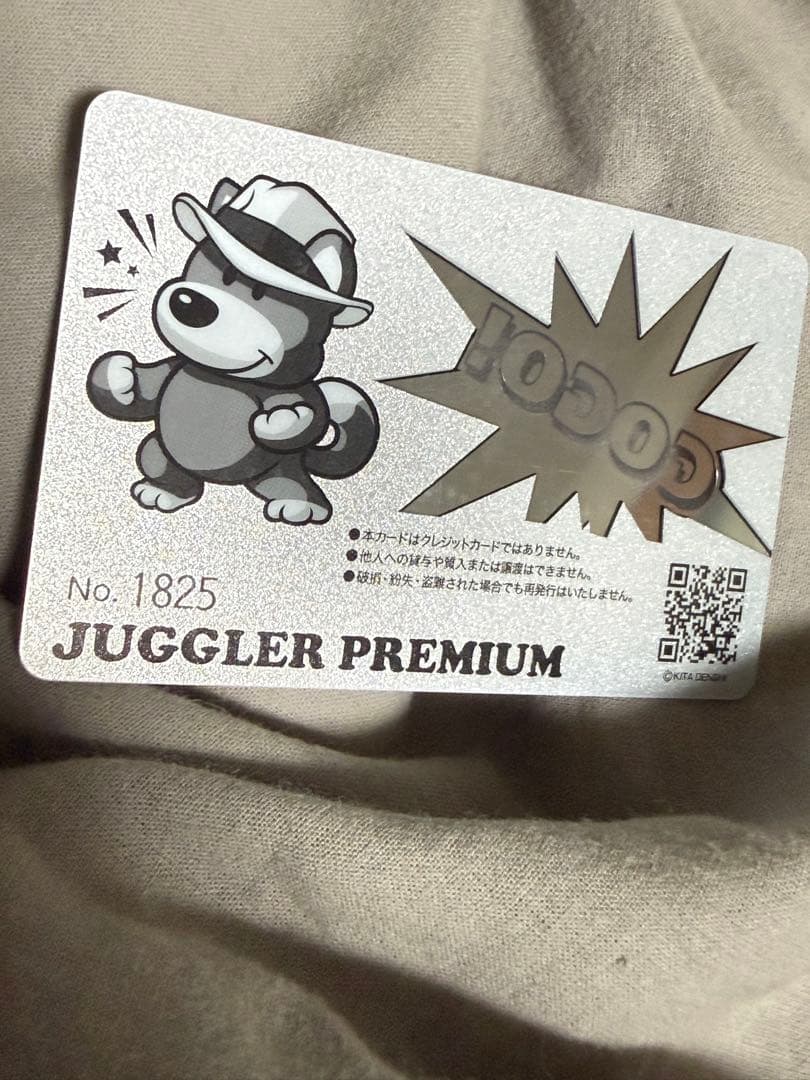 GOGO!
●本カードはクレジットカードではありません。
●他人への貸与や質入または譲渡はできません。
●破損・紛失・盗難された場合でも再発行はいたしません。
No. 1825
JUGGLER PREMIUM
©KITA DENSHI